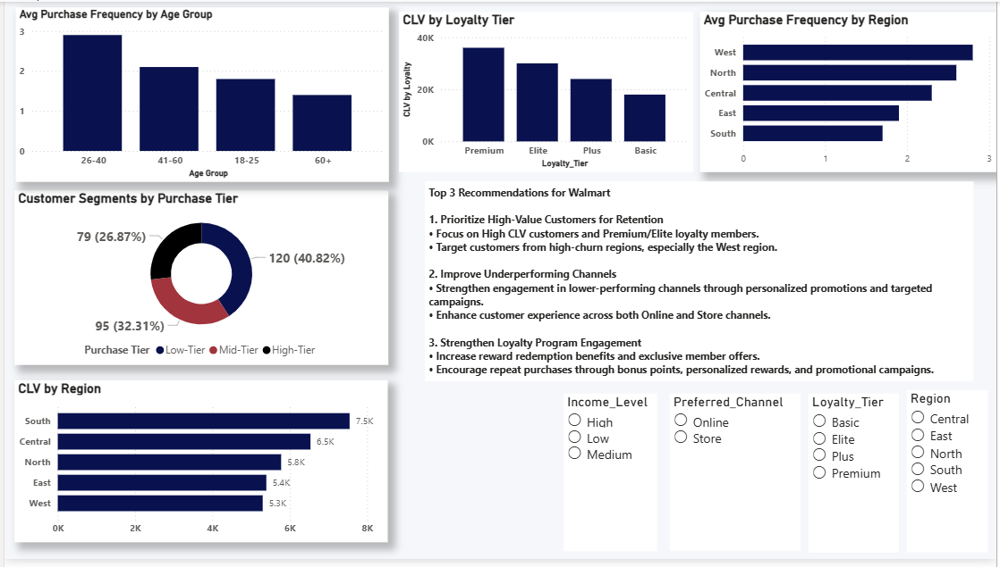 Avg Purchase Frequency by Age Group
3
2
1
0
26-40
41-60
18-25
60+
Age Group
CLV by Loyalty Tier
CLV by Loyalty
40K
20K
0K
Premium
Elite
Plus
Basic
Loyalty_Tier
Avg Purchase Frequency by Region
West
North
Central
East
South
0
1
2
3
Customer Segments by Purchase Tier
79 (26.87%)
120 (40.82%)
95 (32.31%)
Purchase Tier Low-Tier Mid-Tier High-Tier
Top 3 Recommendations for Walmart
1. Prioritize High-Value Customers for Retention
• Focus on High CLV customers and Premium/Elite loyalty members.
• Target customers from high-churn regions, especially the West region.
2. Improve Underperforming Channels
• Strengthen engagement in lower-performing channels through personalized promotions and targeted
campaigns.
• Enhance customer experience across both Online and Store channels.
3. Strengthen Loyalty Program Engagement
• Increase reward redemption benefits and exclusive member offers.
• Encourage repeat purchases through bonus points, personalized rewards, and promotional campaigns.
CLV by Region
South 7.5K
Central 6.5K
North 5.8K
East 5.4K
West 5.3K
0K
2K
4K
6K
8K
Income_Level
High
Low
Medium
Preferred_Channel
Online
Store
Loyalty_Tier
Basic
Elite
Plus
Premium
Region
Central
East
North
South
West